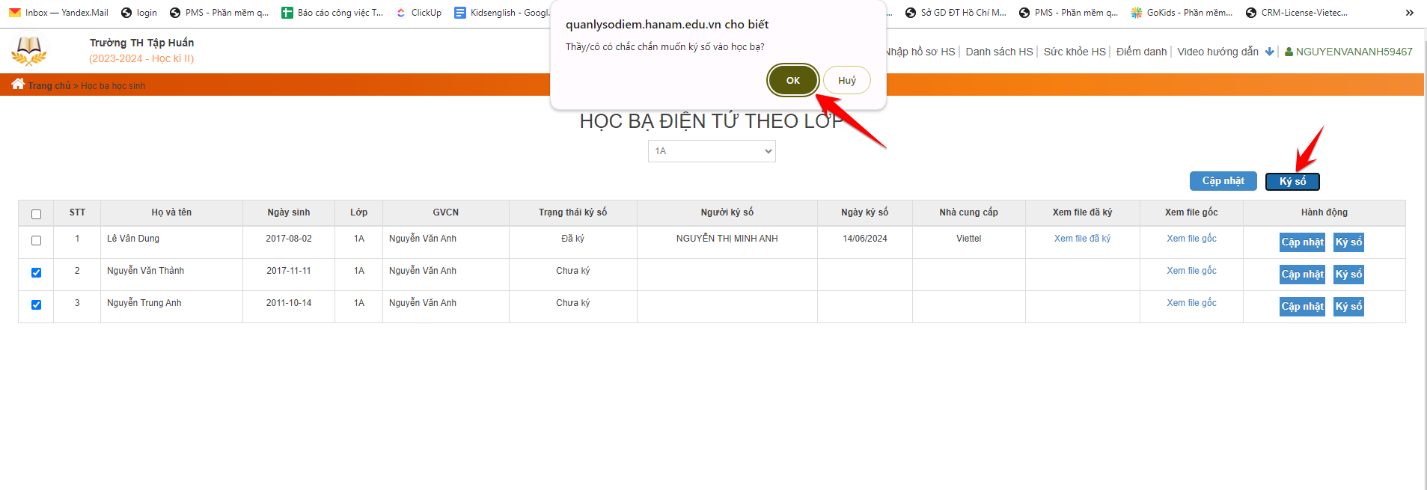 Inbox — Yandex.Mail login PMS - Phần mềm q... Báo cáo công việc T... ClickUp Kidsenglish - Googl... Sở GD ĐT Hồ Chí M... PMS - Phần mềm q... GoKids - Phần mềm... CRM-License-Vietec... »
quanlysodiem.hanam.edu.vn cho biết
Thầy/cô có chắc chắn muốn ký số vào học bạ?
OK Huỷ
Trường TH Tập Huấn
(2023-2024 - Học kì II)
Nhập hồ sơ HS | Danh sách HS | Sức khỏe HS | Điểm danh | Video hướng dẫn | NGUYENVANANH59467
Trang chủ > Học bạ học sinh
HỌC BẠ ĐIỆN TỬ THEO LỚP
1A
Cập nhật Ký số
STT Họ và tên Ngày sinh Lớp GVCN Trạng thái ký số Người ký số Ngày ký số Nhà cung cấp Xem file đã ký Xem file gốc Hành động
1 Lê Văn Dung 2017-08-02 1A Nguyễn Văn Anh Đã ký NGUYỄN THỊ MINH ANH 14/06/2024 Viettel Xem file đã ký Xem file gốc Cập nhật Ký số
2 Nguyễn Văn Thành 2017-11-11 1A Nguyễn Văn Anh Chưa ký Xem file gốc Cập nhật Ký số
3 Nguyễn Trung Anh 2011-10-14 1A Nguyễn Văn Anh Chưa ký Xem file gốc Cập nhật Ký số